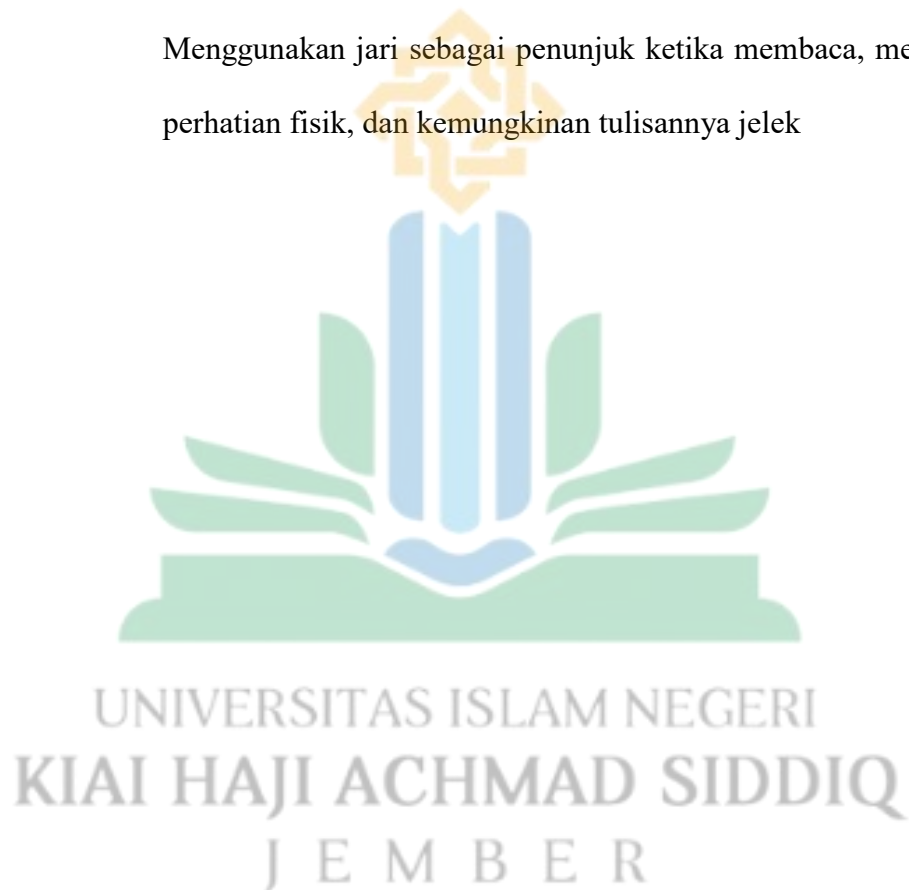 Menggunakan jari sebagai penunjuk ketika membaca,
perhatian fisik, dan kemungkinan tulisannya jelek
UNIVERSITAS ISLAM NEGERI
KIAI HAJI ACHMAD SIDDIQ
JEMBER